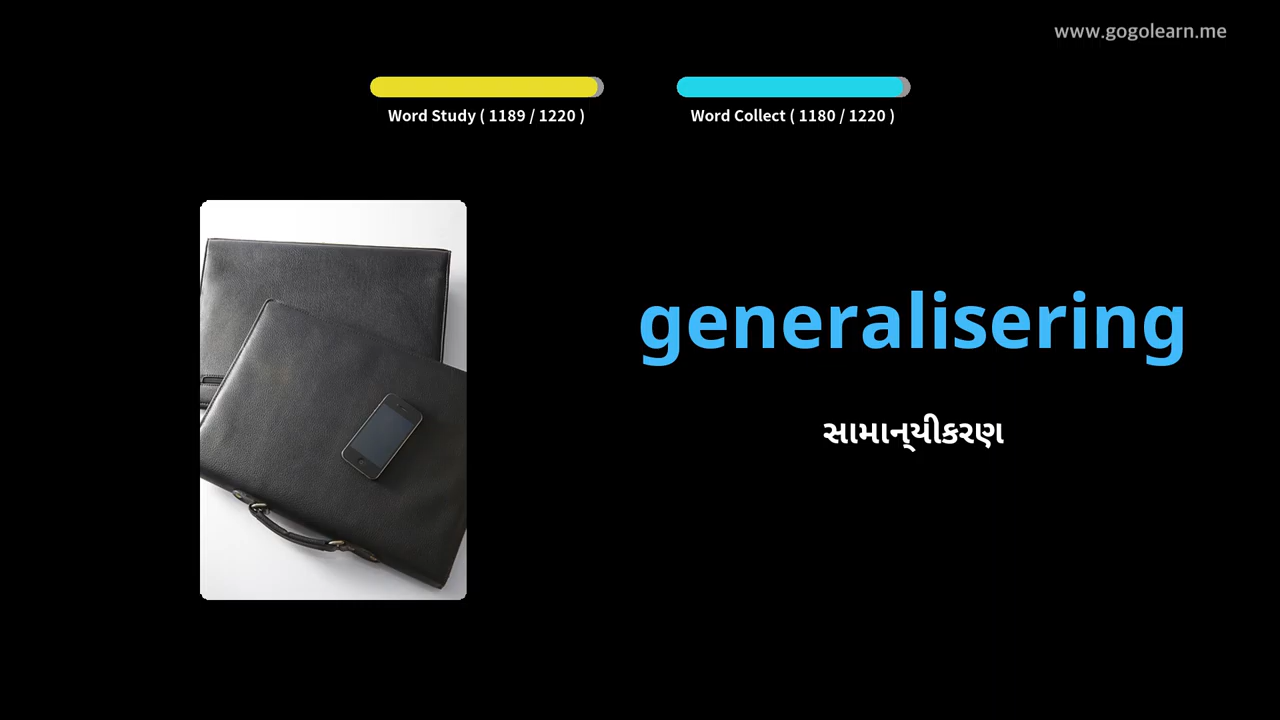 www.gogolearn.me
Word Study ( 1189 / 1220 )
Word Collect ( 1180 / 1220 )
generalisering
સામાન્યીકરણ